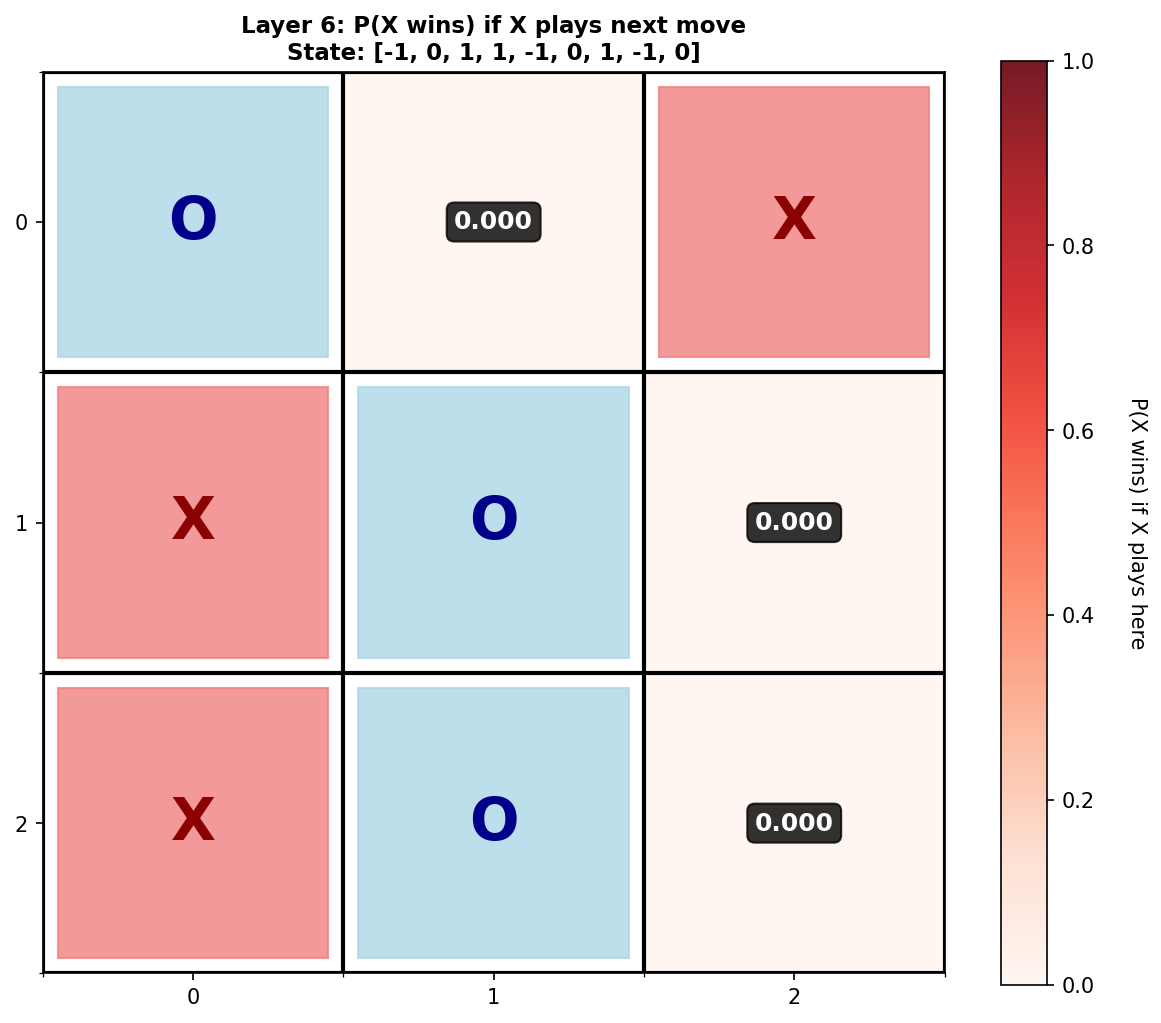 Layer 6: P(X wins) if X plays next move
State: [-1, 0, 1, 1, -1, 0, 1, -1, 0]
O 0.000 X
X O 0.000
X O 0.000
0
1
2
0 1 2
1.0
0.8
0.6
0.4
0.2
0.0
P(X wins) if X plays here